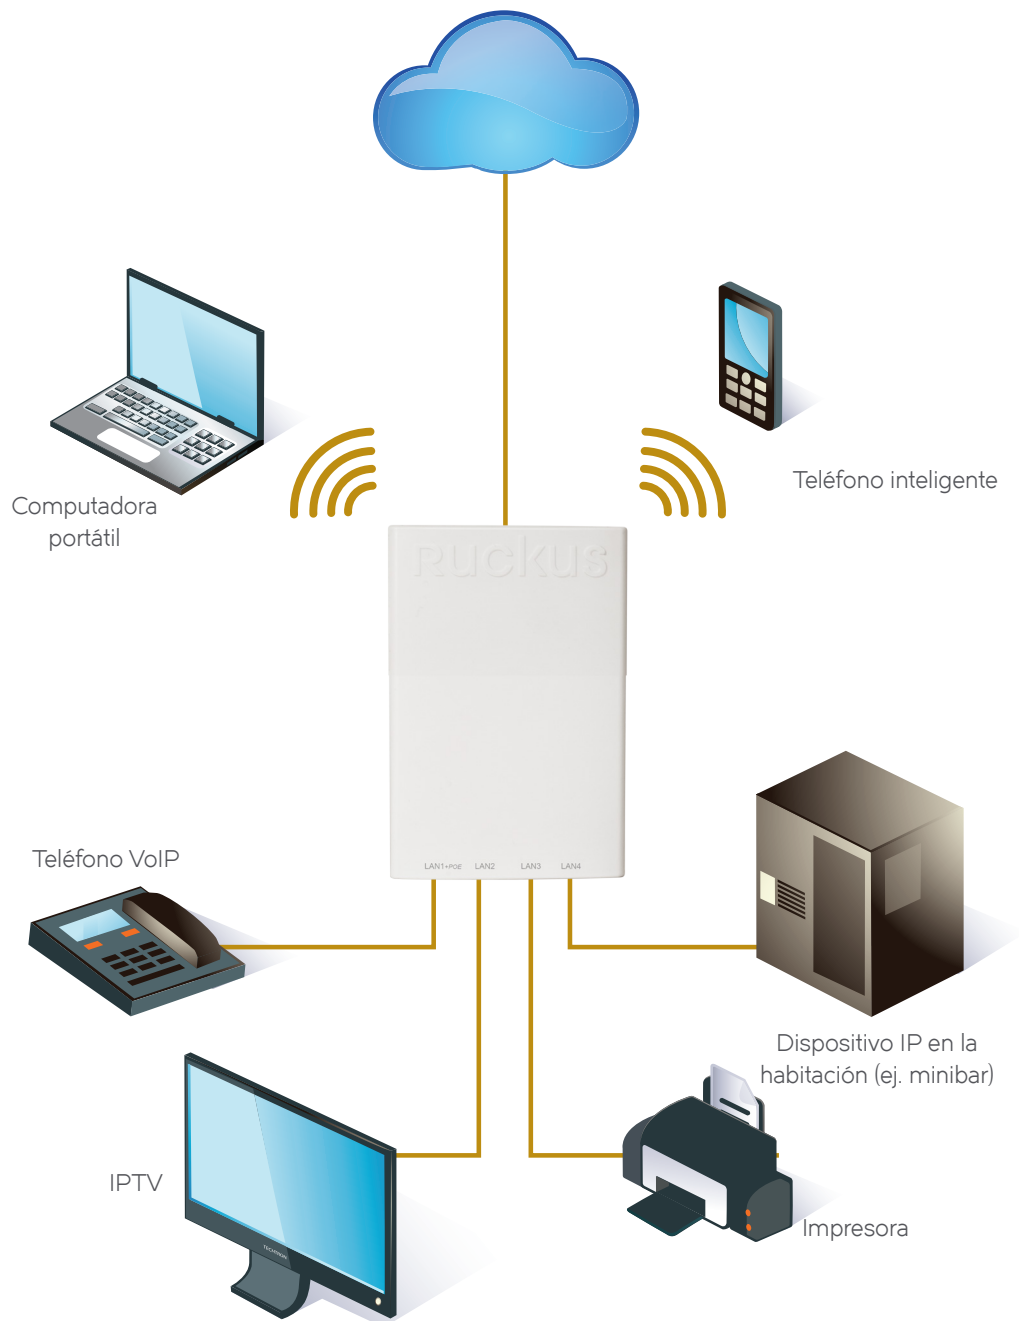 Computadora
portátil
Teléfono inteligente
Ruckus
LAN1+POE LAN2 LAN3 LAN4
Teléfono VoIP
Dispositivo IP en la
habitación (ej. minibar)
IPTV
TECHTRON
Impresora